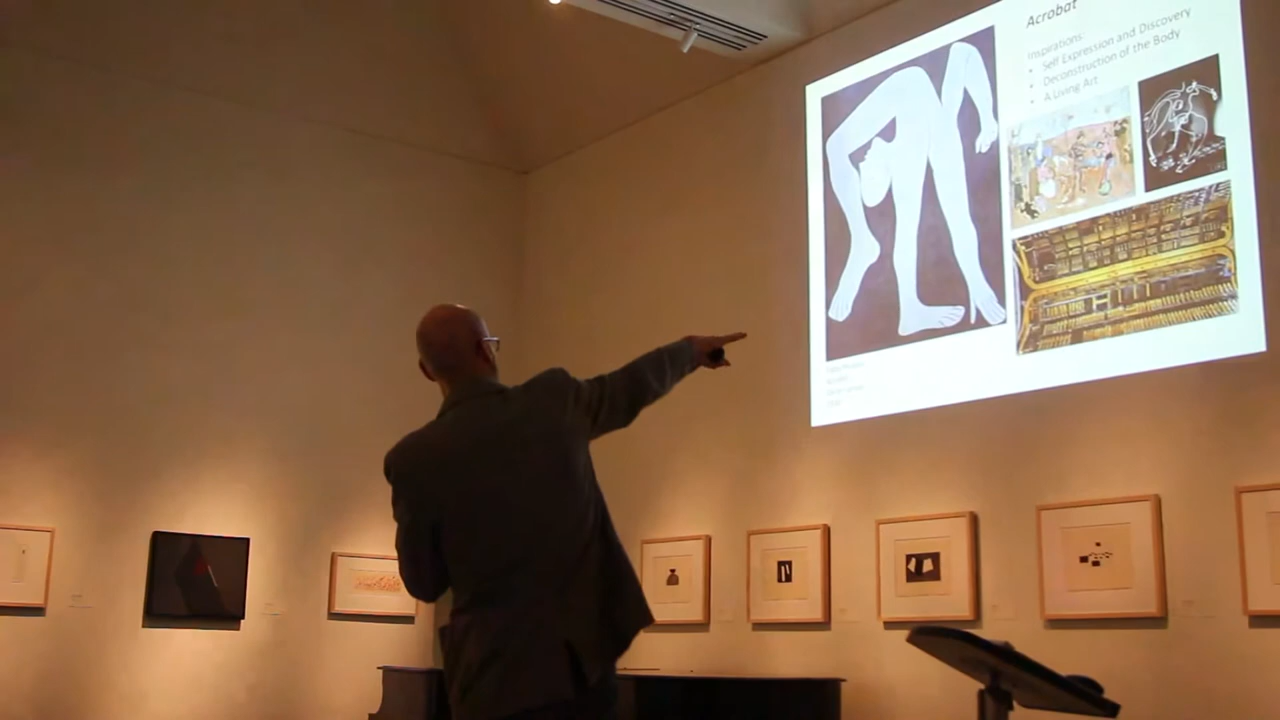 Acrobat
Inspirations:
• Self Expression and Discovery
• Deconstruction of the Body
• A Living Art